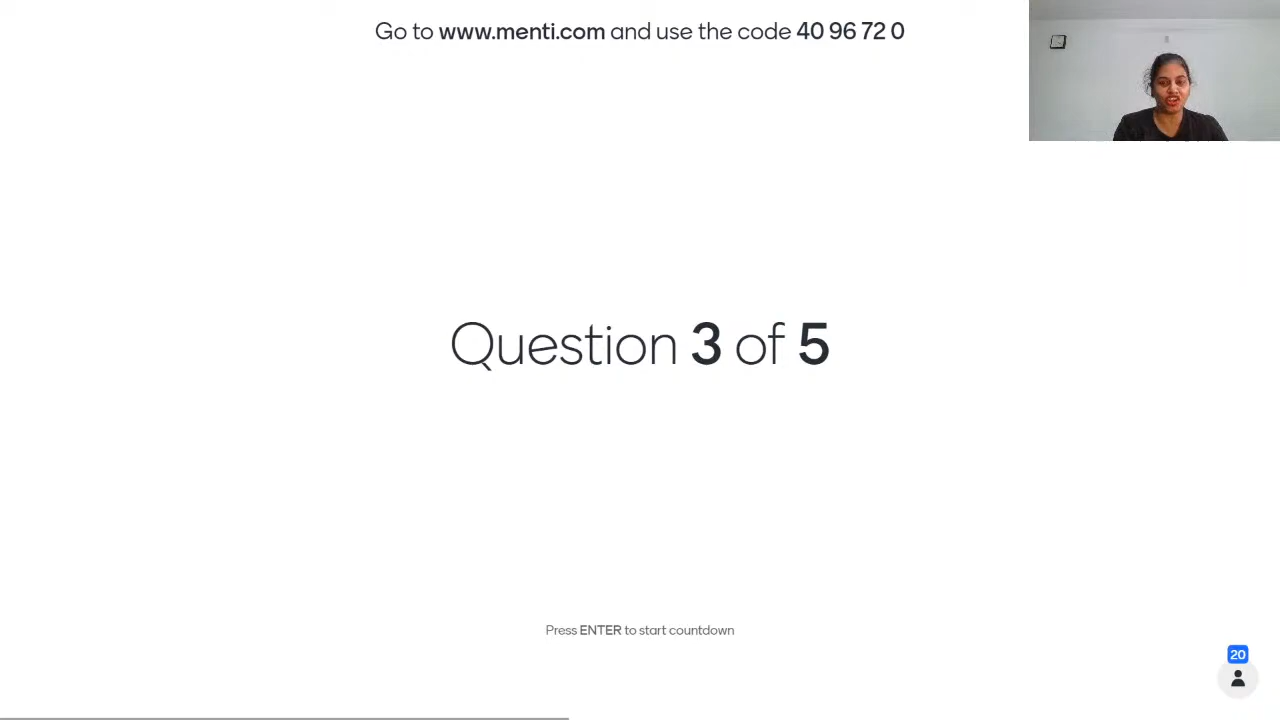 Go to www.menti.com and use the code 40 96 72 0
Question 3 of 5
Press ENTER to start countdown
20